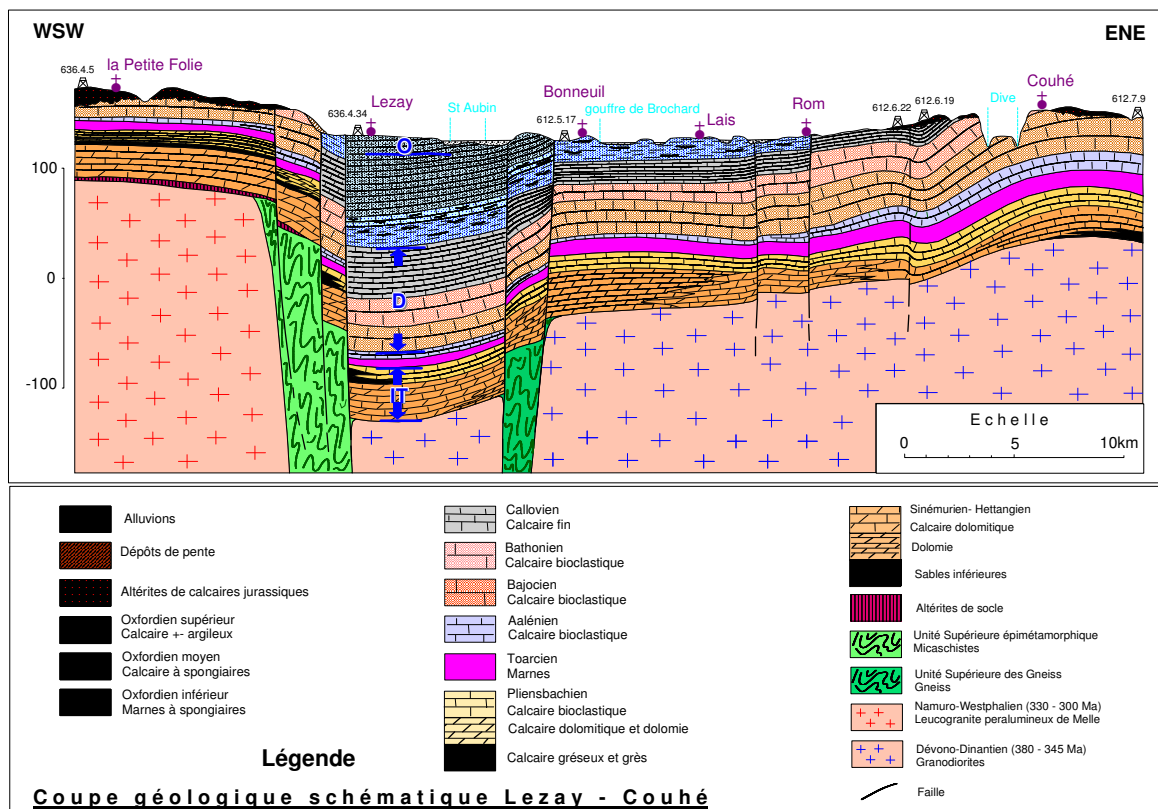 WSW
ENE
636.4.5
la Petite Folie
636.4.34
Lezay
St Aubin
Bonneuil
612.5.17
gouffre de Brochard
Lais
Rom
612.6.22
612.6.19
Dive
Couhé
612.7.9
100
0
-100
O
D
IT
Echelle
0 5 10km
Alluvions
Dépôts de pente
Altérites de calcaires jurassiques
Oxfordien supérieur
Calcaire +- argileux
Oxfordien moyen
Calcaire à spongiaires
Oxfordien inférieur
Marnes à spongiaires
Callovien
Calcaire fin
Bathonien
Calcaire bioclastique
Bajocien
Calcaire bioclastique
Aalénien
Calcaire bioclastique
Toarcien
Marnes
Pliensbachien
Calcaire bioclastique
Calcaire dolomitique et dolomie
Calcaire gréseux et grès
Sinémurien- Hettangien
Calcaire dolomitique
Dolomie
Sables inférieures
Altérites de socle
Unité Supérieure épimétamorphique
Micaschistes
Unité Supérieure des Gneiss
Gneiss
Namuro-Westphalien (330 - 300 Ma)
Leucogranite peralumineux de Melle
Dévono-Dinantien (380 - 345 Ma)
Granodiorites
Faille
Légende
Coupe géologique schématique Lezay - Couhé